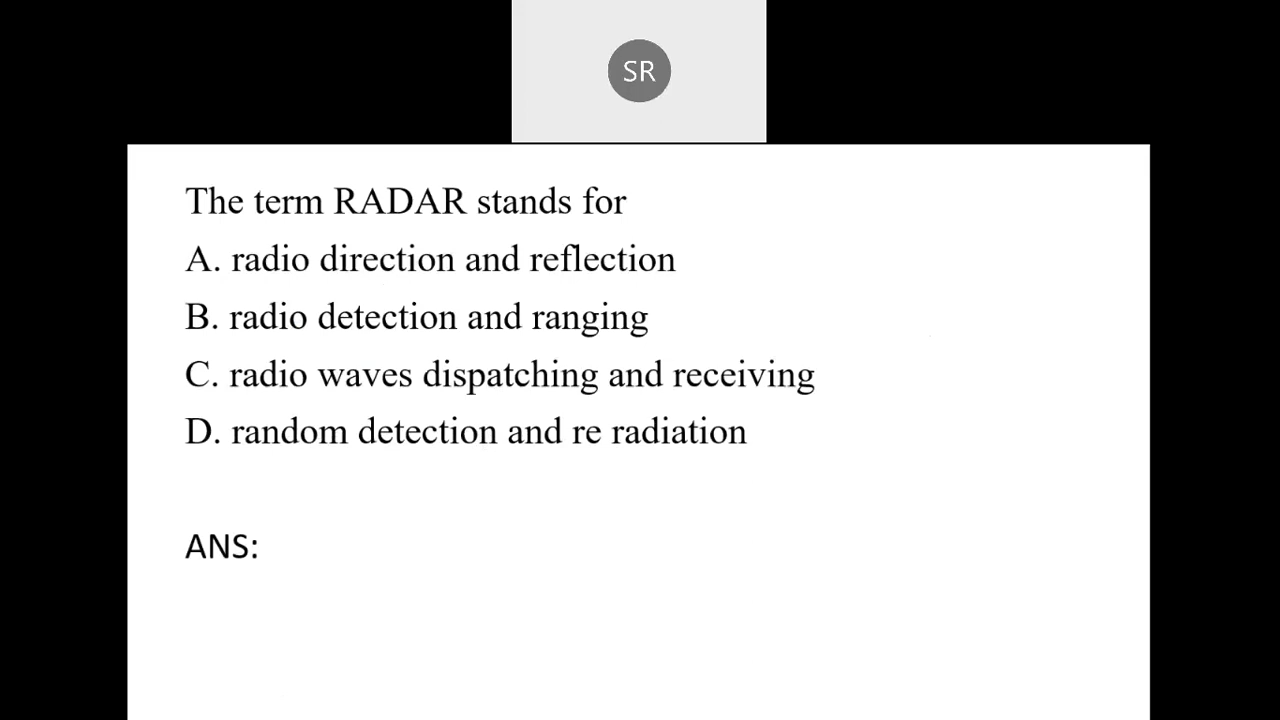 SR
The term RADAR stands for
A. radio direction and reflection
B. radio detection and ranging
C. radio waves dispatching and receiving
D. random detection and re radiation
ANS: